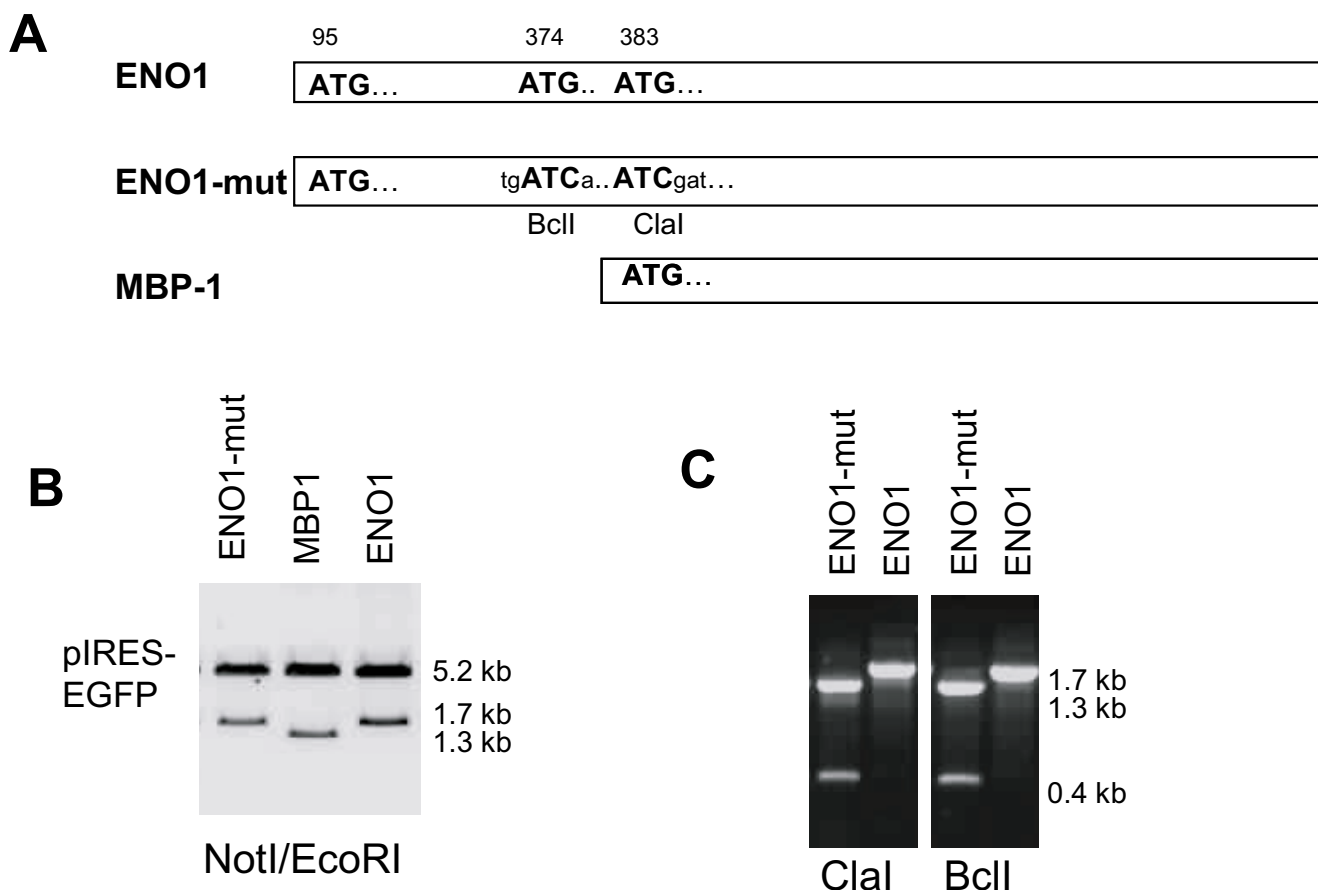 A
95 374 383
ENO1 ATG... ATG.. ATG...
ENO1-mut ATG... tgATCa..ATCgat...
BclI ClaI
MBP-1 ATG...
B
ENO1-mut
MBP1
ENO1
pIRES-
EGFP
5.2 kb
1.7 kb
1.3 kb
NotI/EcoRI
C
ENO1-mut
ENO1
ENO1-mut
ENO1
1.7 kb
1.3 kb
0.4 kb
ClaI BclI